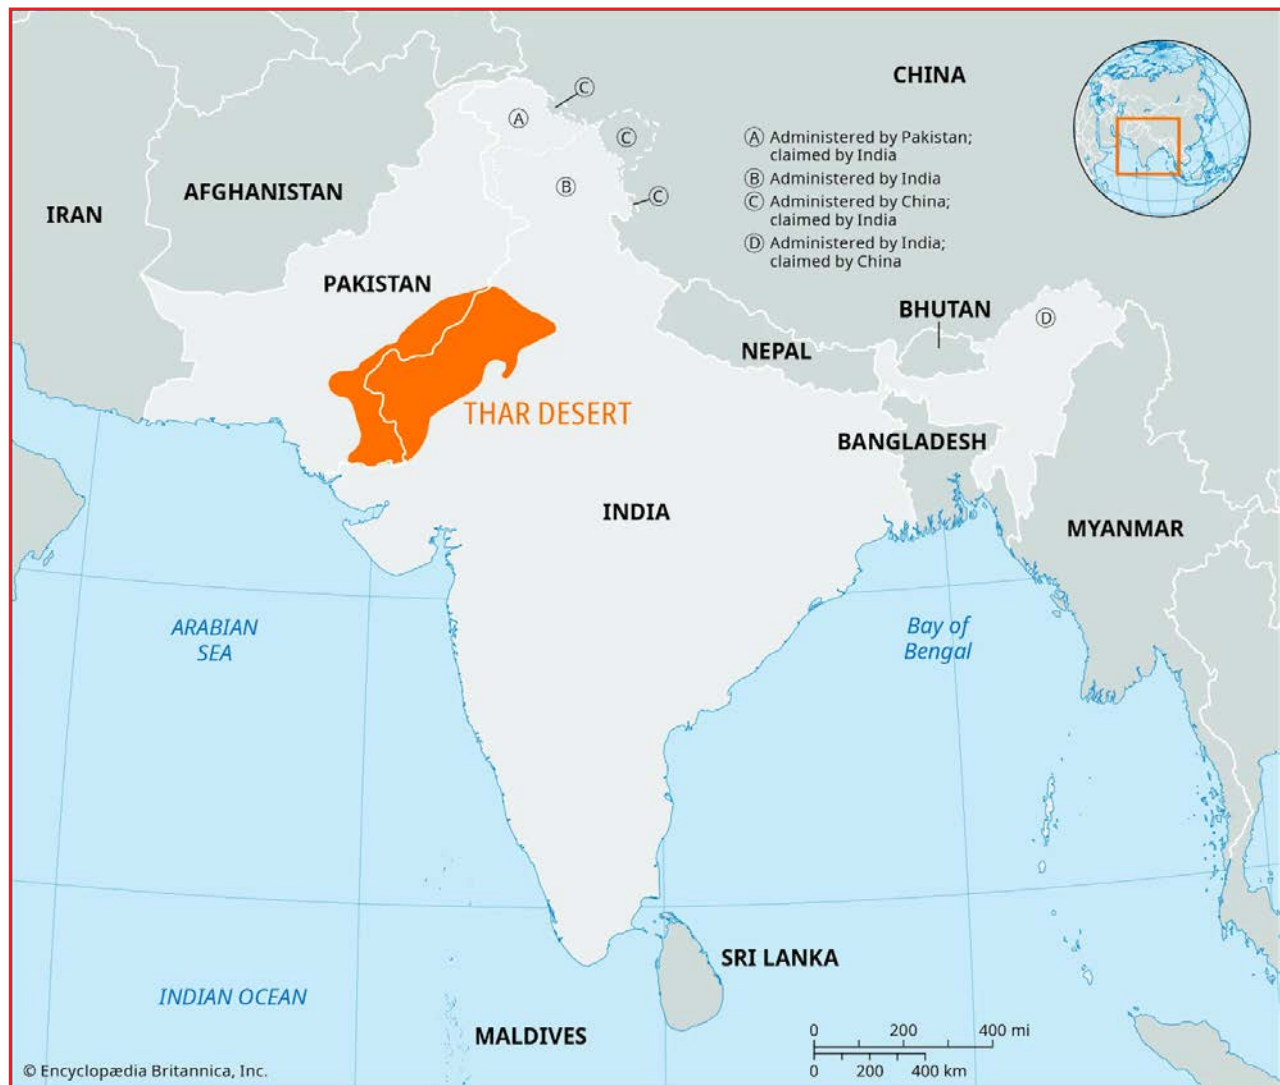 CHINA
Ⓒ
Ⓐ
Ⓒ
Ⓐ Administered by Pakistan;
claimed by India
Ⓑ Administered by India
Ⓒ Administered by China;
claimed by India
Ⓓ Administered by India;
claimed by China
AFGHANISTAN
Ⓑ
Ⓒ
IRAN
PAKISTAN
BHUTAN
Ⓓ
NEPAL
THAR DESERT
BANGLADESH
INDIA
MYANMAR
ARABIAN
SEA
Bay of
Bengal
SRI LANKA
INDIAN OCEAN
MALDIVES
0 200 400 mi
0 200 400 km
© Encyclopædia Britannica, Inc.